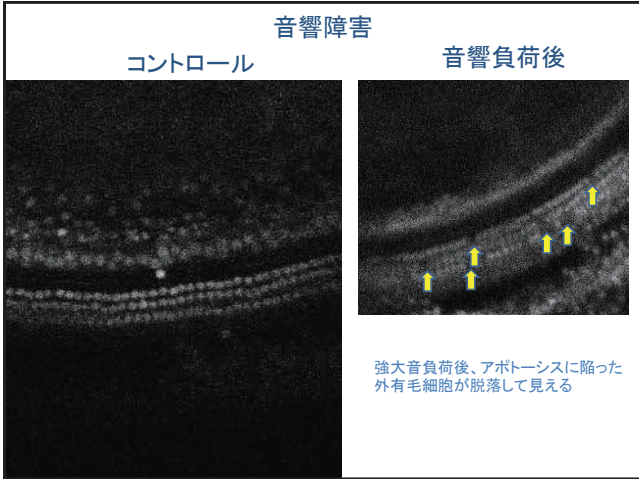 音響障害
コントロール
音響負荷後
強大音負荷後、アポトーシスに陥った
外有毛細胞が脱落して見える